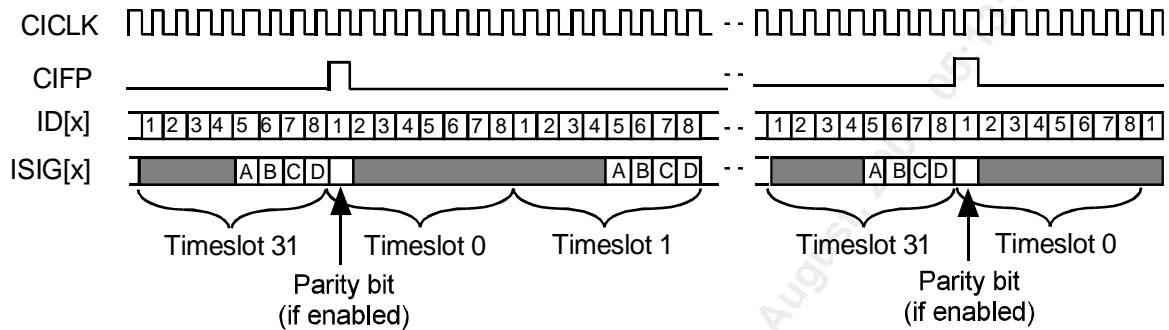 CICLK
CIFP
ID[x] 1 2 3 4 5 6 7 8 1 2 3 4 5 6 7 8 1 2 3 4 5 6 7 8 1 2 3 4 5 6 7 8 1 2 3 4 5 6 7 8 1
ISIG[x] A B C D A B C D A B C D
Timeslot 31 Timeslot 0 Timeslot 1 Timeslot 31 Timeslot 0
Parity bit
(if enabled)
Parity bit
(if enabled)
August, 20